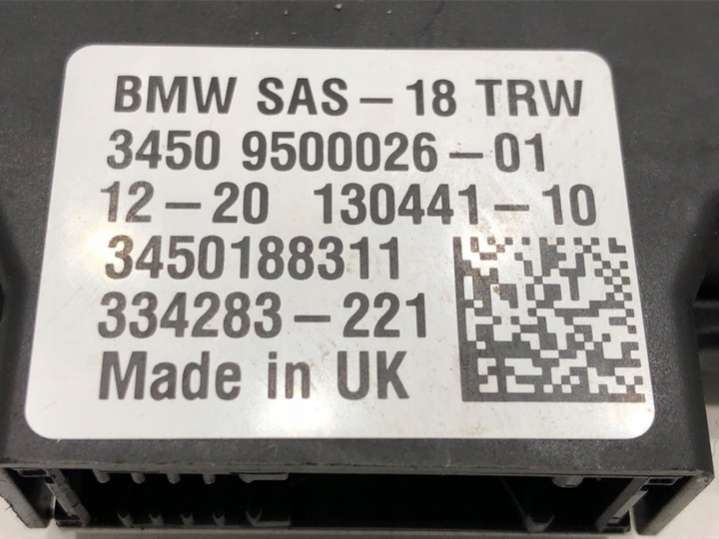 BMW SAS-18 TRW
3450 9500026-01
12-20 130441-10
3450188311
334283-221
Made in UK